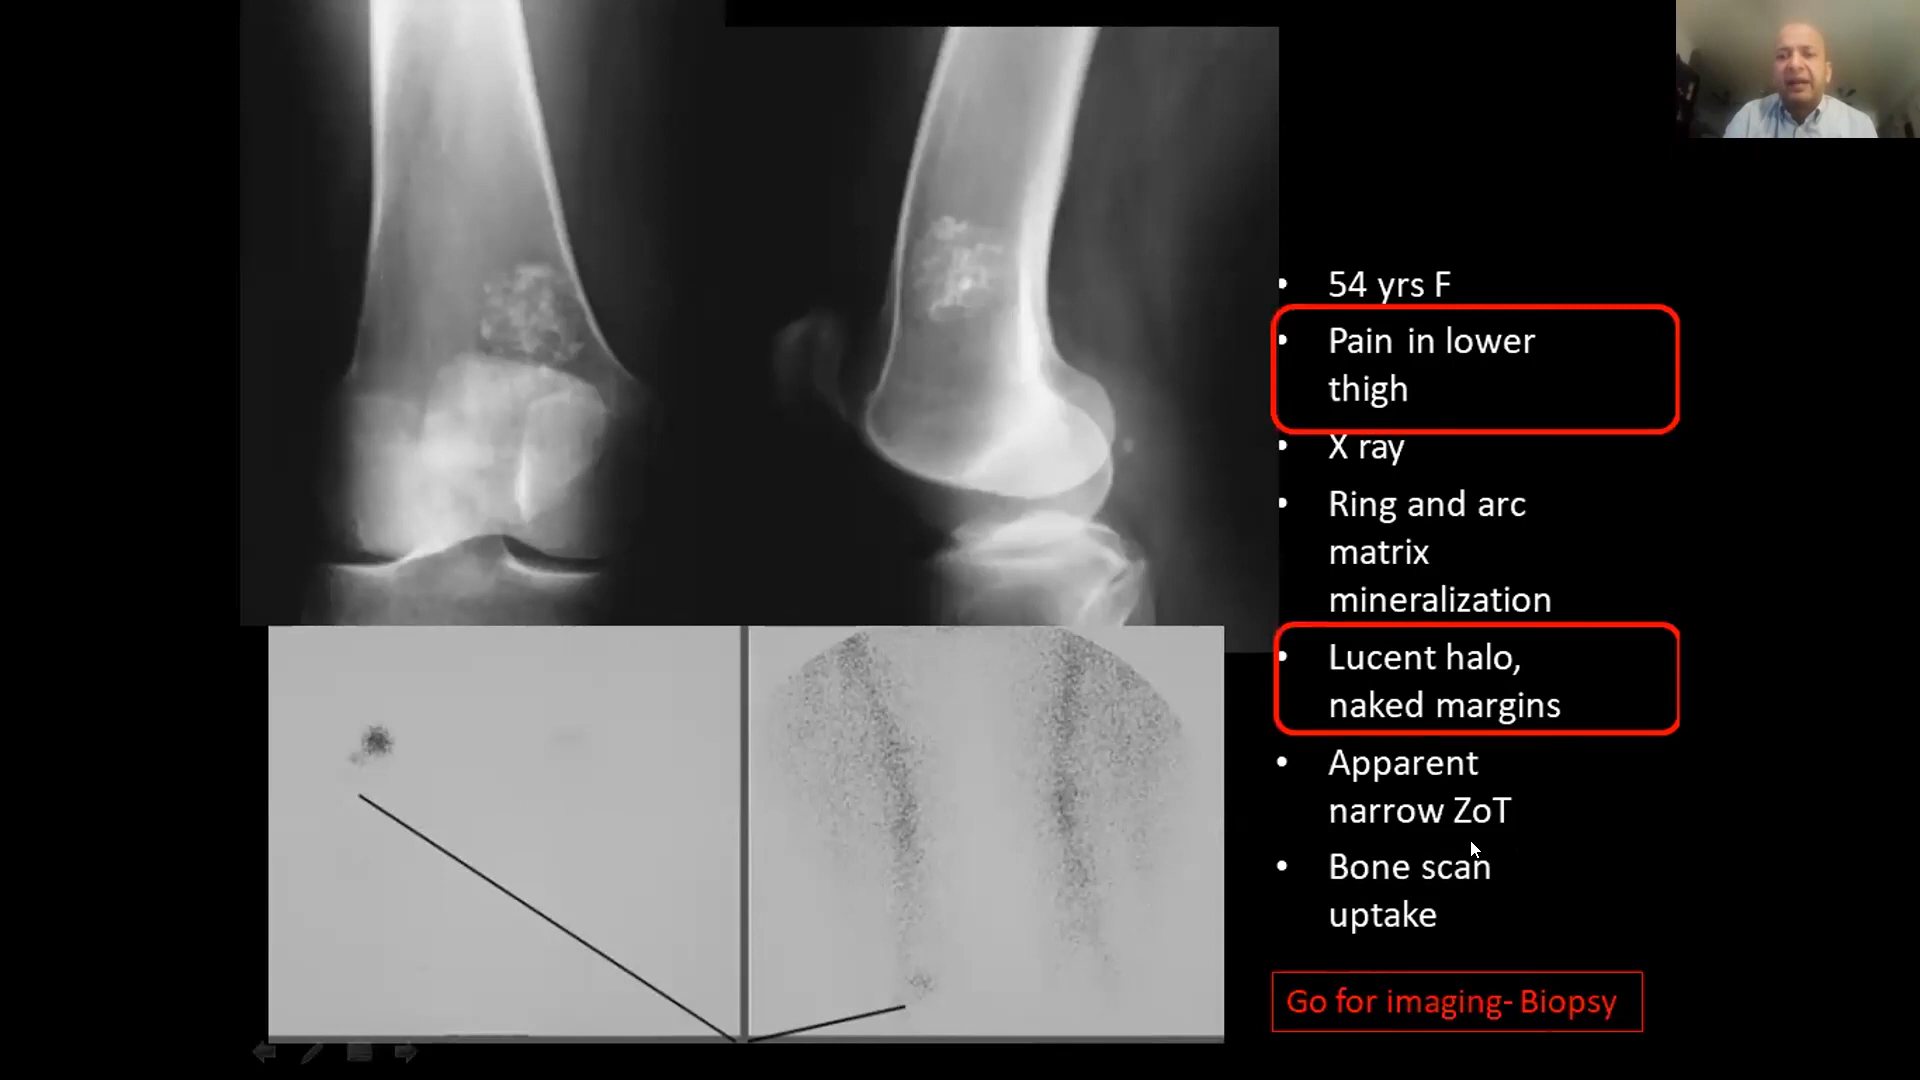 • 54 yrs F
• Pain in lower
thigh
• X ray
• Ring and arc
matrix
mineralization
• Lucent halo,
naked margins
• Apparent
narrow ZoT
• Bone scan
uptake
Go for imaging- Biopsy